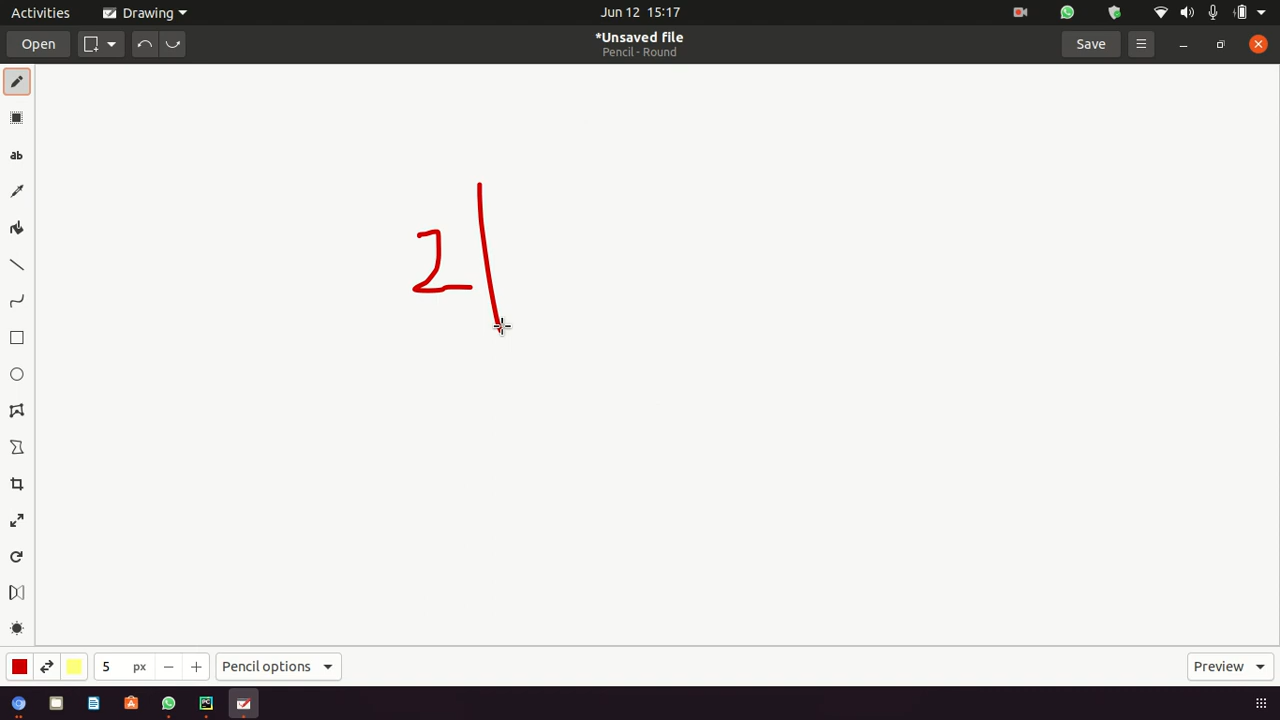 Activities Drawing Jun 12 15:17
Open *Unsaved file Save
Pencil - Round
ab
2|
5 px Pencil options Preview
PC